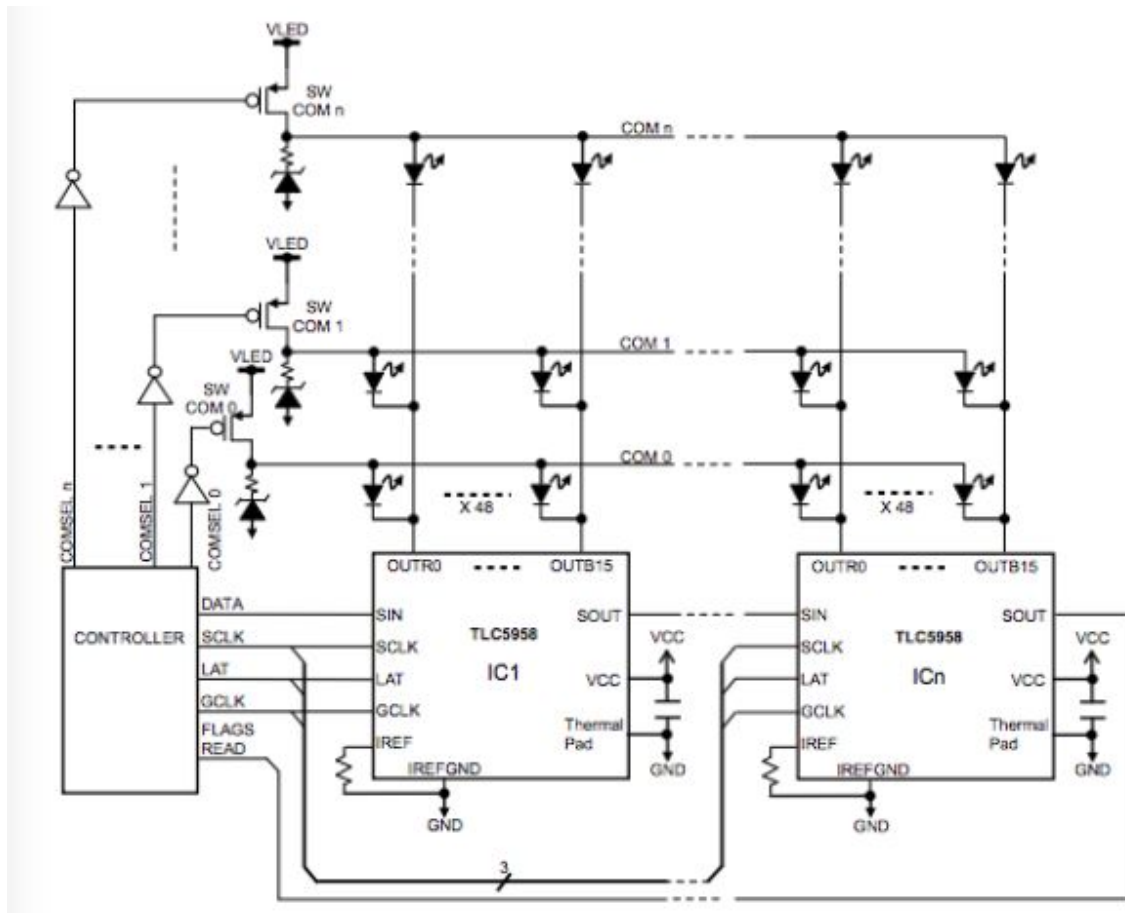 VLED
SW
COM n
COM n
VLED
SW
COM 1
COM 1
VLED
SW
COM 0
COM 0
X 48
X 48
COMSEL n
COMSEL 1
COMSEL 0
OUTR0
OUTB15
OUTR0
OUTB15
CONTROLLER
DATA
SCLK
LAT
GCLK
FLAGS
READ
SIN
SCLK
LAT
GCLK
IREF
IREFGND
TLC5958
IC1
SOUT
VCC
VCC
Thermal
Pad
GND
GND
SIN
SCLK
LAT
GCLK
IREF
IREFGND
TLC5958
ICn
SOUT
VCC
VCC
Thermal
Pad
GND
GND
3